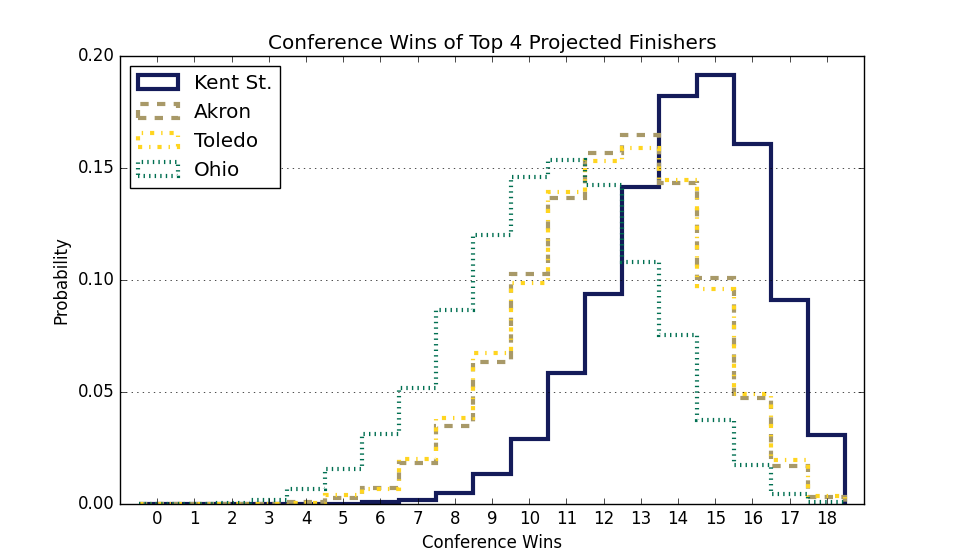 Conference Wins of Top 4 Projected Finishers
0.20
0.15
0.10
0.05
0.00
Probability
Kent St.
Akron
Toledo
Ohio
0 1 2 3 4 5 6 7 8 9 10 11 12 13 14 15 16 17 18
Conference Wins